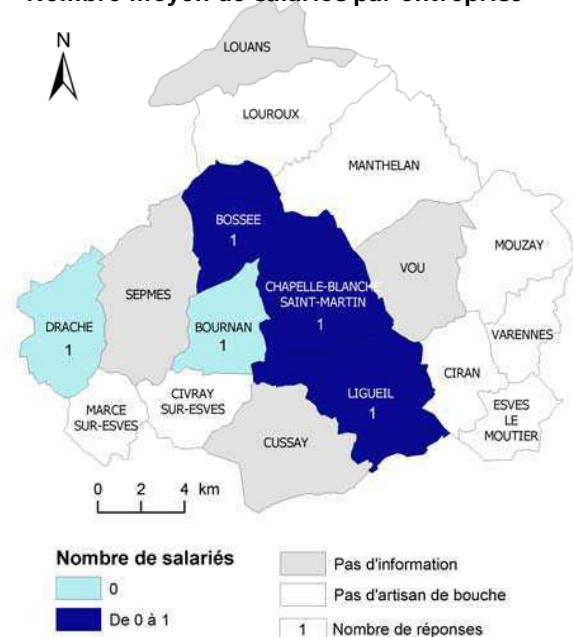 Nombre moyen de salariés par entreprise
N
LOUANS
LOUROUX
MANTHELAN
BOSSEE
1
MOUZAY
VOU
SEPMES
CHAPELLE-BLANCHE
SAINT-MARTIN
1
DRACHE
1
BOURNAN
1
VARENNES
CIRAN
LIGUEIL
1
CIVRAY
SUR-ESVES
MARCE
SUR-ESVES
ESVES
LE
MOUTIER
CUSSAY
0 2 4 km
Nombre de salariés
0
De 0 à 1
Pas d'information
Pas d'artisan de bouche
1 Nombre de réponses